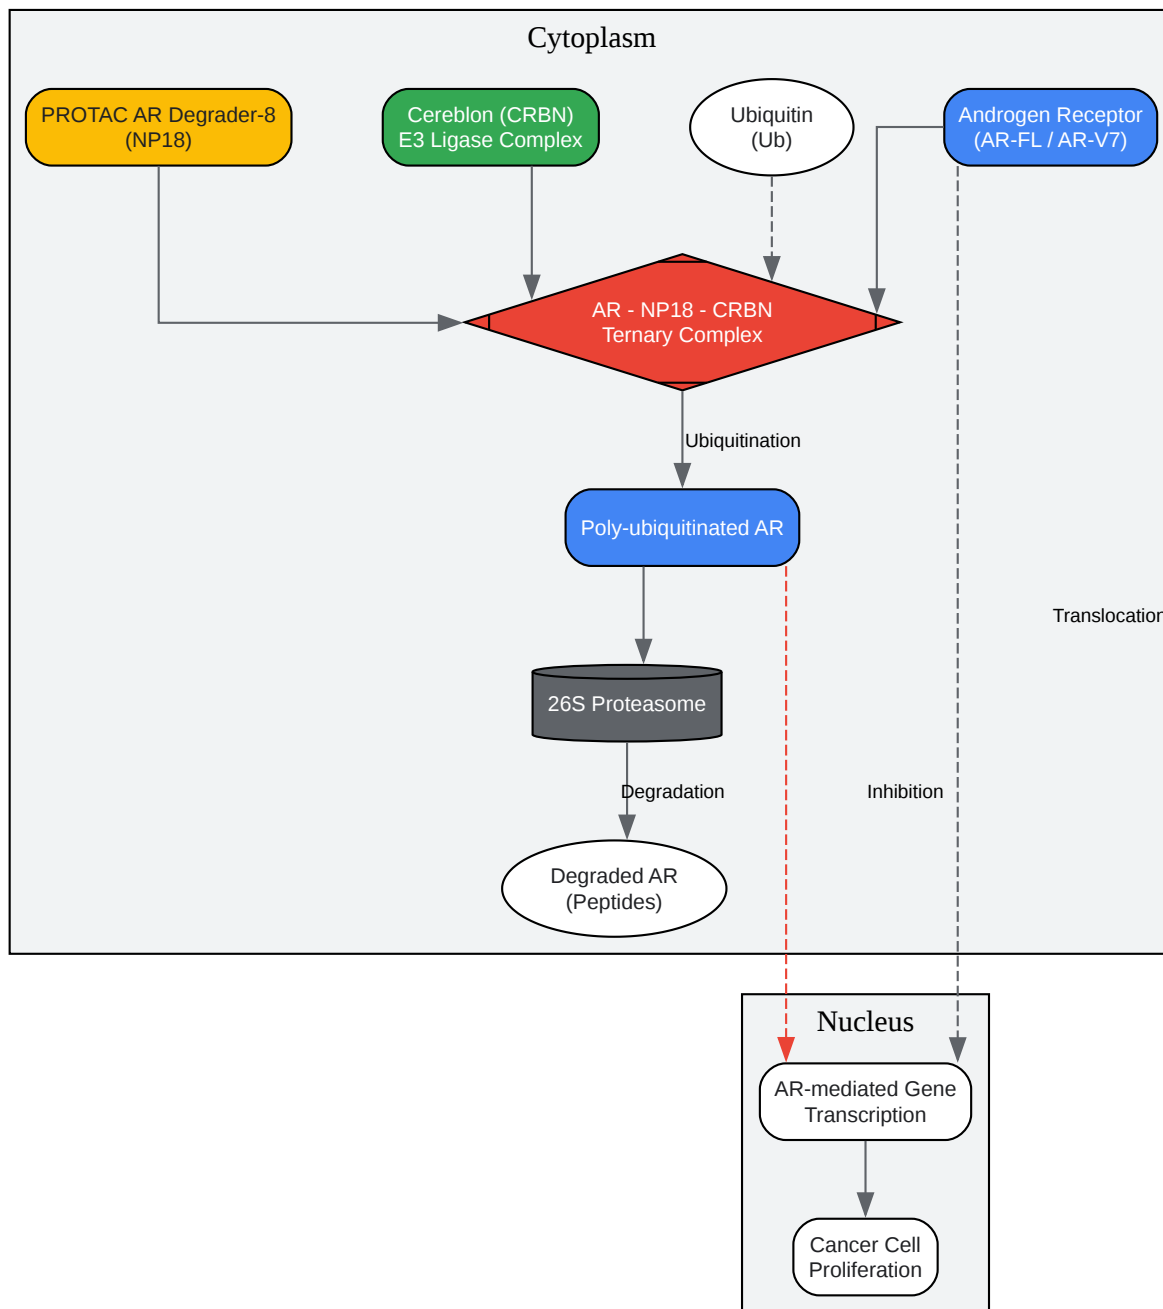 Cytoplasm
PROTAC AR Degrader-8
(NP18)
Cereblon (CRBN)
E3 Ligase Complex
Ubiquitin
(Ub)
Androgen Receptor
(AR-FL / AR-V7)
AR - NP18 - CRBN
Ternary Complex
Ubiquitination
Poly-ubiquitinated AR
Translocation
26S Proteasome
Degradation
Inhibition
Degraded AR
(Peptides)
Nucleus
AR-mediated Gene
Transcription
Cancer Cell
Proliferation